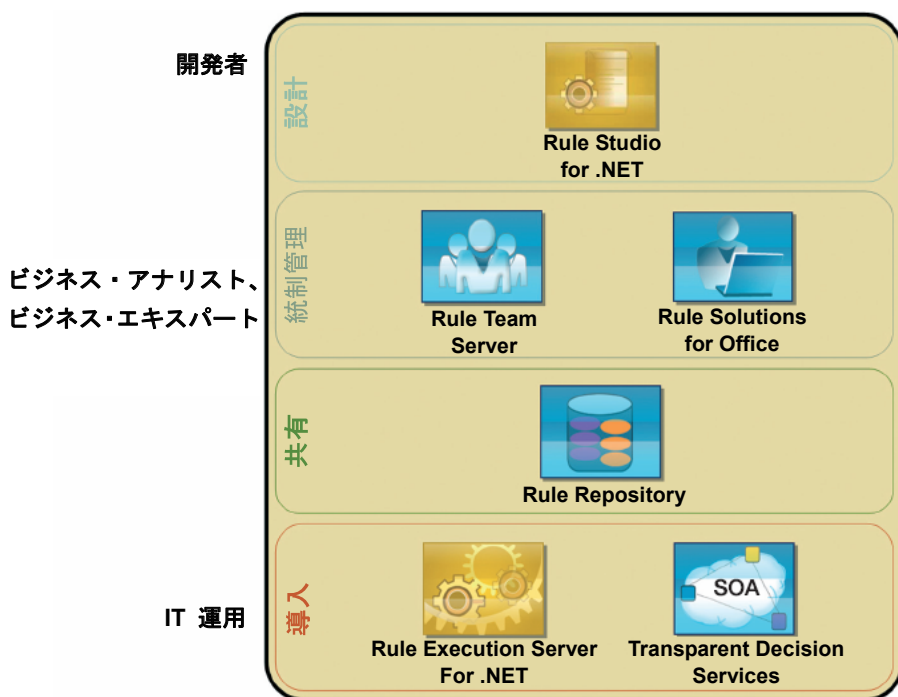 開発者
設計
Rule Studio
for .NET
ビジネス・アナリスト、
ビジネス・エキスパート
統制管理
Rule Team
Server
Rule Solutions
for Office
共有
Rule Repository
IT 運用
導入
Rule Execution Server
For .NET
SOA
Transparent Decision
Services